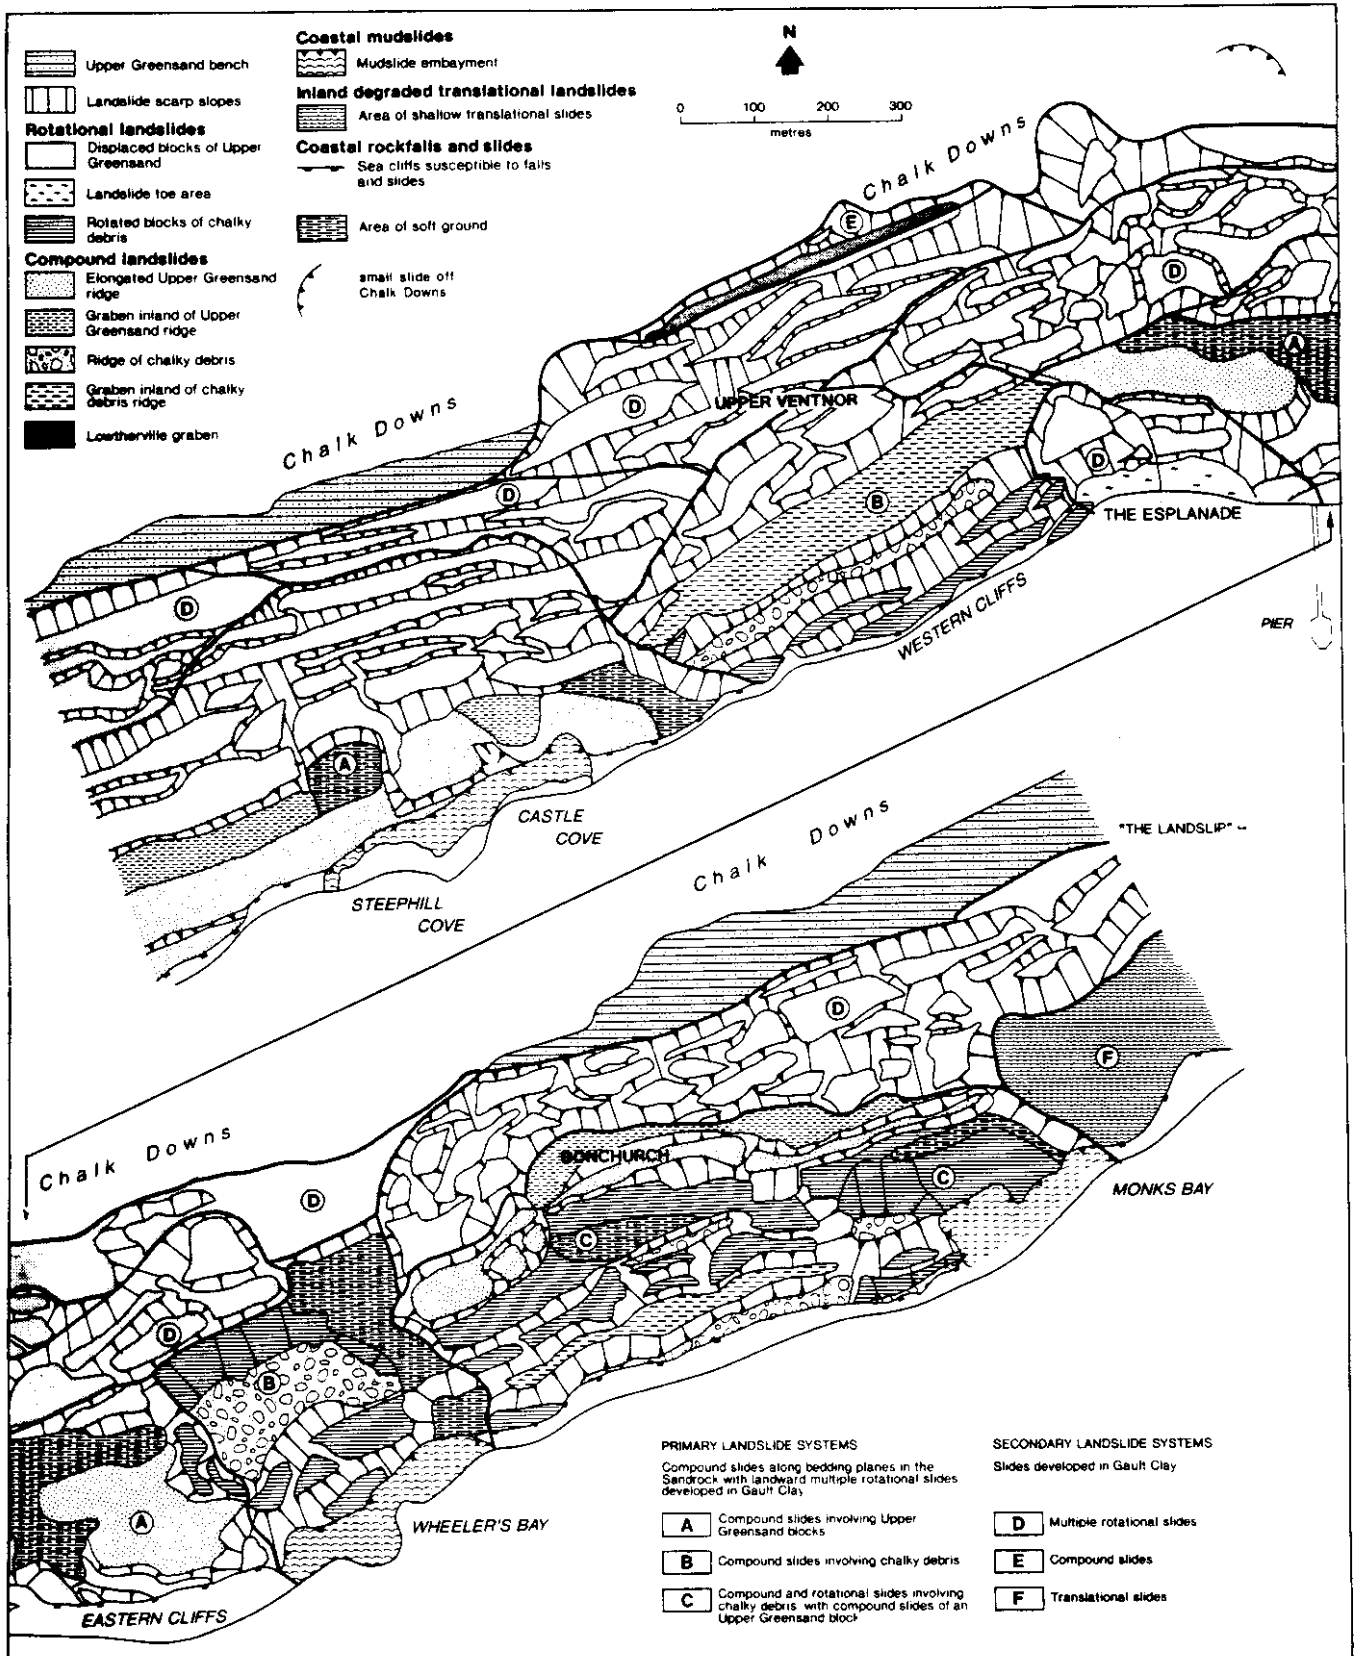 Upper Greensand bench
Landslide scarp slopes
Rotational landslides
Displaced blocks of Upper
Greensand
Landslide toe area
Rotated blocks of chalky
debris
Compound landslides
Elongated Upper Greensand
ridge
Graben inland of Upper
Greensand ridge
Ridge of chalky debris
Graben inland of chalky
debris ridge
Lowtherville graben
Coastal mudslides
Mudslide embayment
Inland degraded translational landslides
Area of shallow translational slides
Coastal rockfalls and slides
Sea cliffs susceptible to falls
and slides
Area of soft ground
small slide off
Chalk Downs
N
0 100 200 300
metres
Chalk Downs
E
D
A
Chalk Downs
D
UPPER VENTNOR
D
B
D
THE ESPLANADE
D
WESTERN CLIFFS
PIER
A
CASTLE
COVE
STEEPHILL
COVE
Chalk Downs
"THE LANDSLIP"
D
F
Chalk Downs
BONCHURCH
C
MONKS BAY
D
C
D
B
A
WHEELER'S BAY
EASTERN CLIFFS
PRIMARY LANDSLIDE SYSTEMS
Compound slides along bedding planes in the
Sandrock with landward multiple rotational slides
developed in Gault Clay
A Compound slides involving Upper
Greensand blocks
B Compound slides involving chalky debris
C Compound and rotational slides involving
chalky debris with compound slides of an
Upper Greensand block
SECONDARY LANDSLIDE SYSTEMS
Slides developed in Gault Clay
D Multiple rotational slides
E Compound slides
F Translational slides